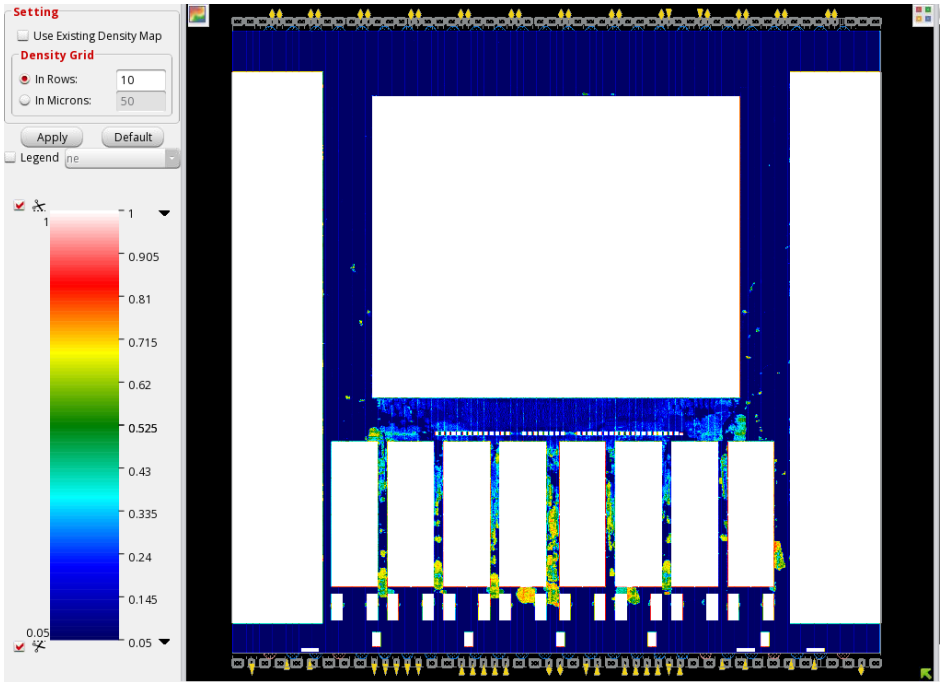 Setting
Use Existing Density Map
Density Grid
In Rows: 10
In Microns: 50
Apply Default
Legend ne
1
1
0.905
0.81
0.715
0.62
0.525
0.43
0.335
0.24
0.145
0.05
0.05